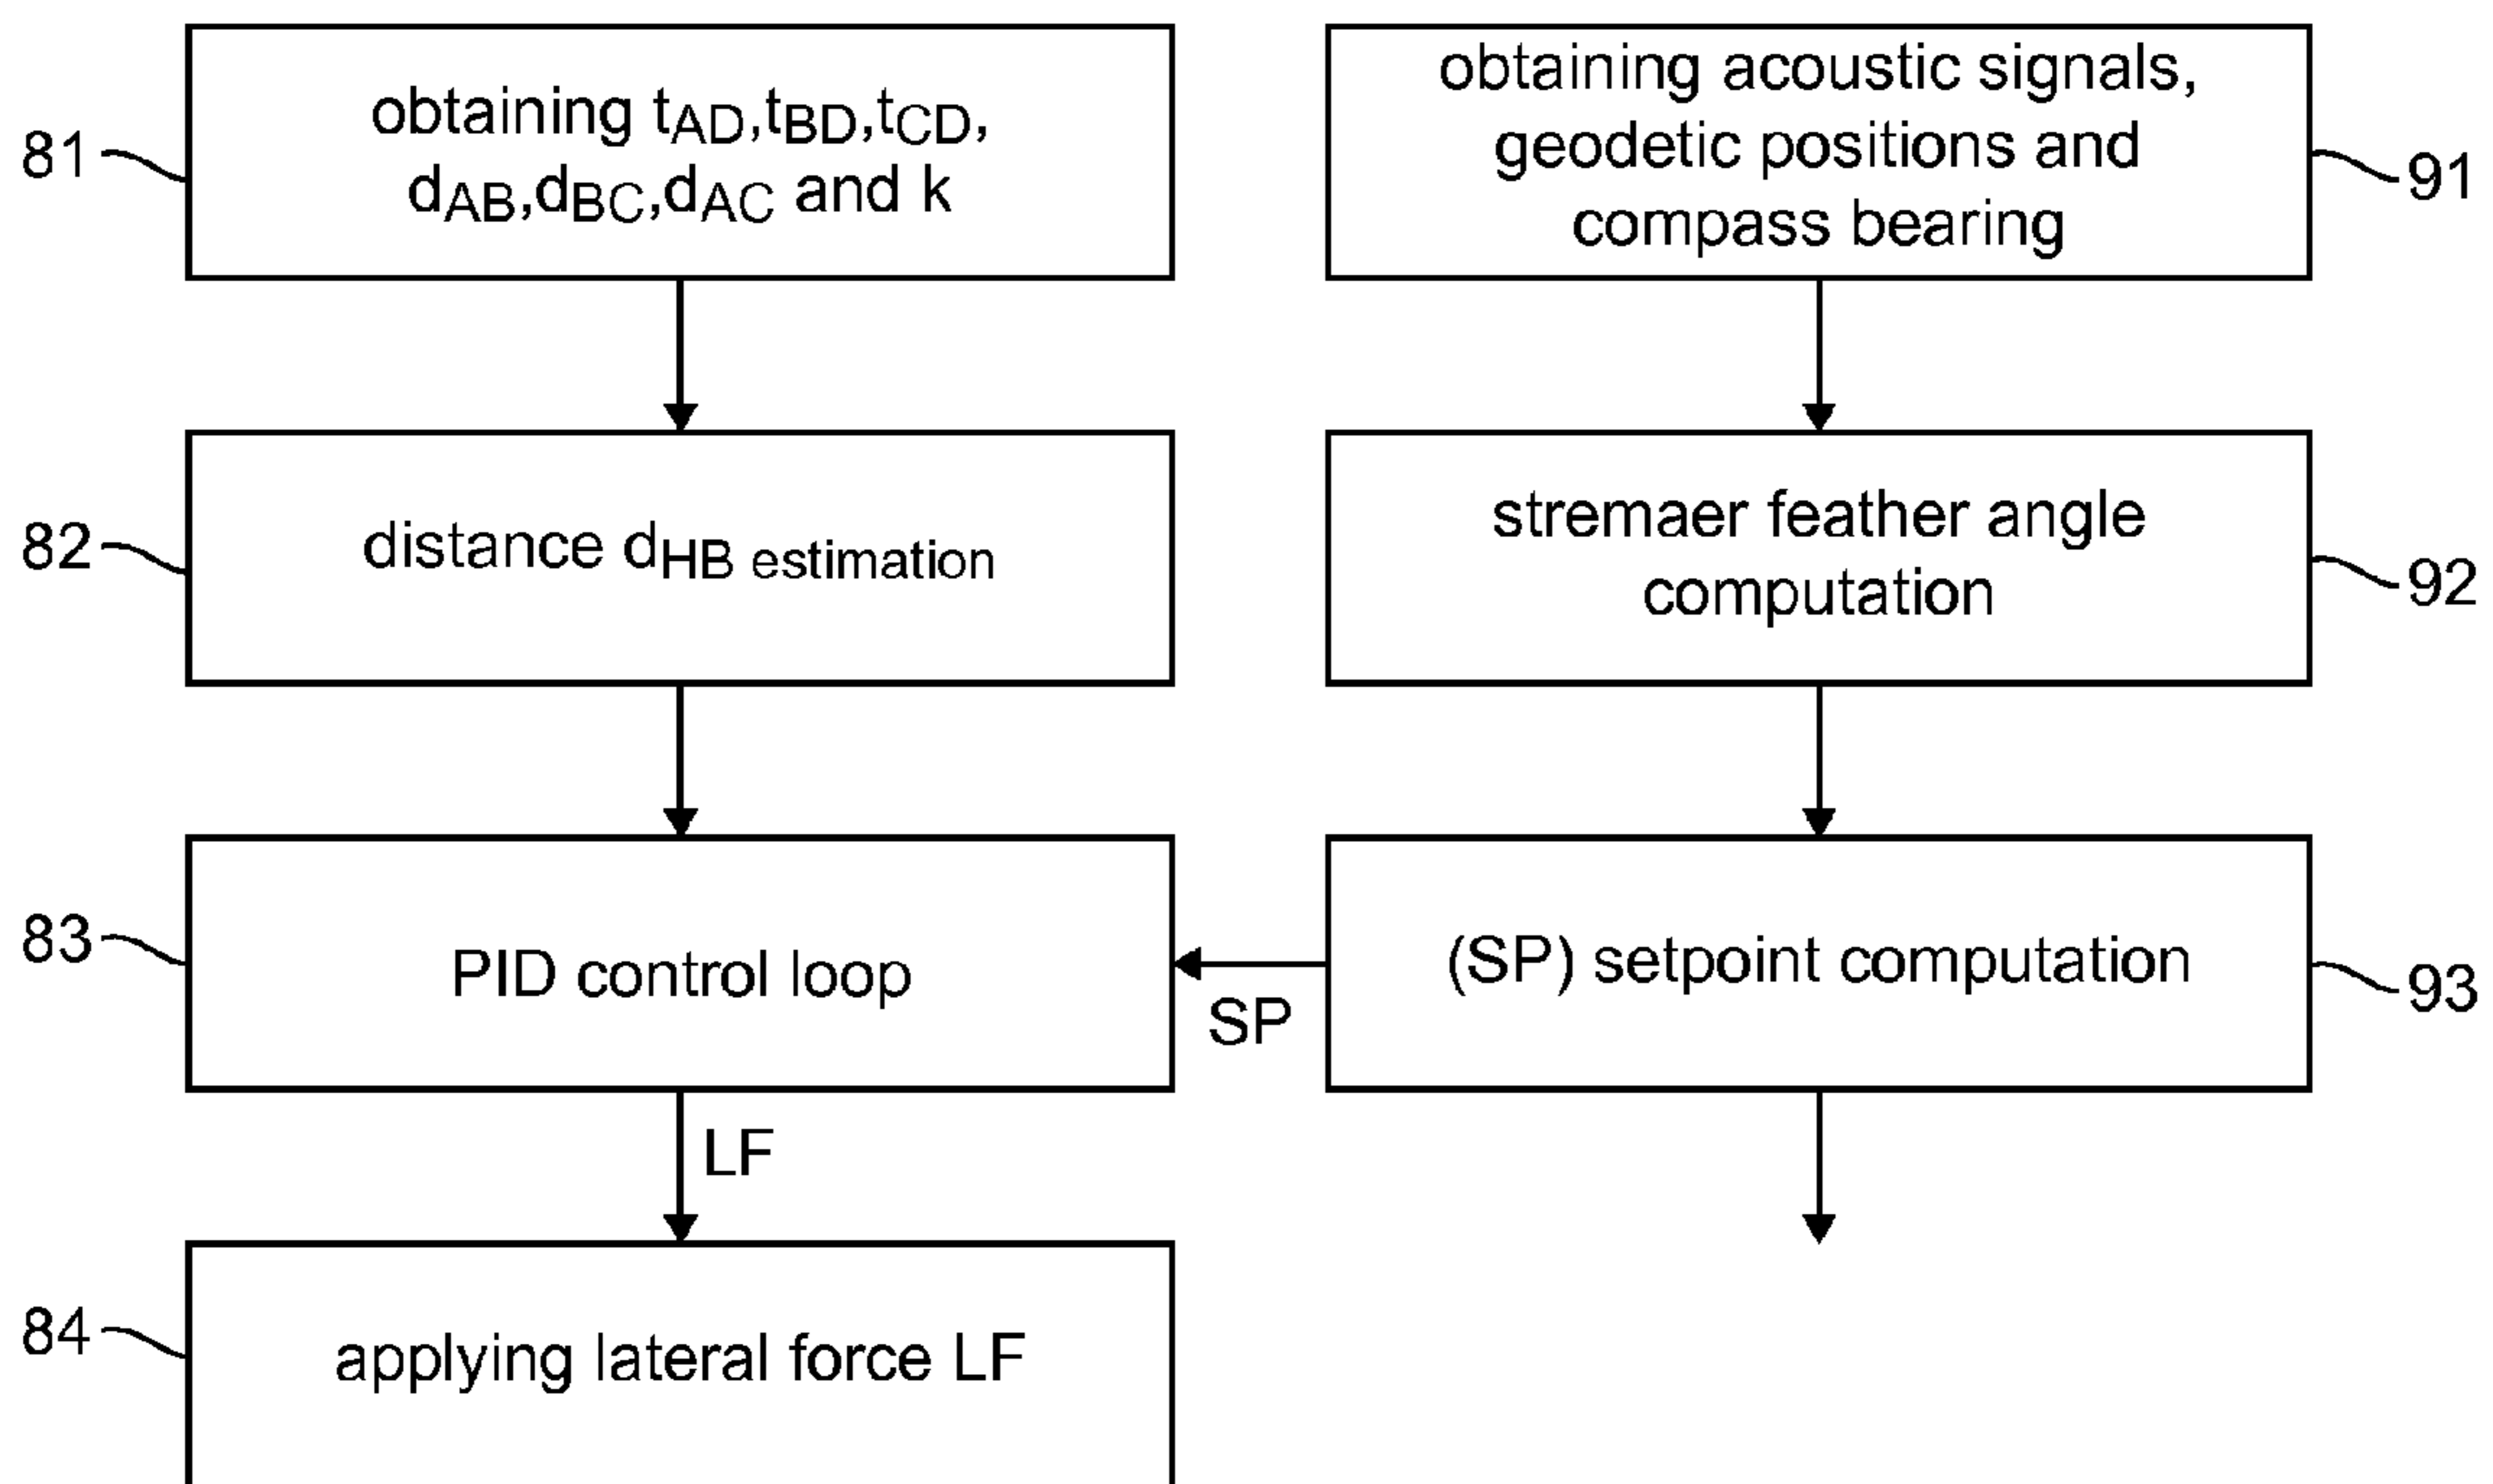 obtaining tAD,tBD,tCD,
dAB,dBC,dAC and k
81
obtaining acoustic signals,
geodetic positions and
compass bearing
91
distance dHB estimation
82
stremaer feather angle
computation
92
PID control loop
83
SP
(SP) setpoint computation
93
LF
applying lateral force LF
84